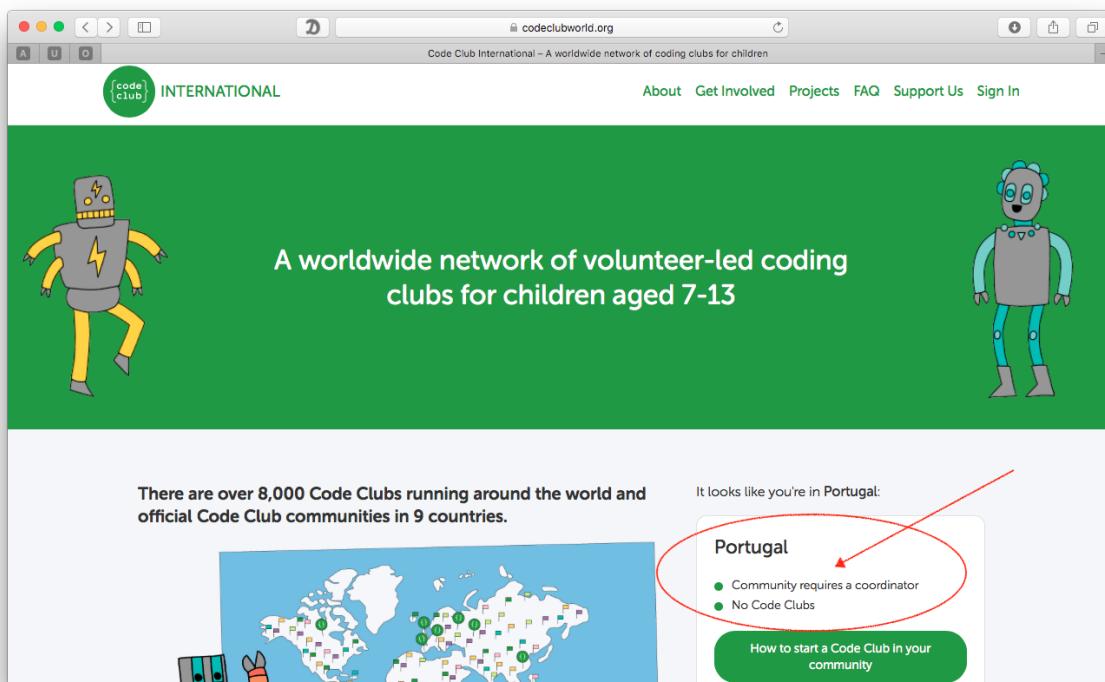 codeclubworld.org
A U O
Code Club International – A worldwide network of coding clubs for children
{code
club}
INTERNATIONAL
About Get Involved Projects FAQ Support Us Sign In
A worldwide network of volunteer-led coding
clubs for children aged 7-13
There are over 8,000 Code Clubs running around the world and
official Code Club communities in 9 countries.
It looks like you're in Portugal:
Portugal
Community requires a coordinator
No Code Clubs
How to start a Code Club in your
community